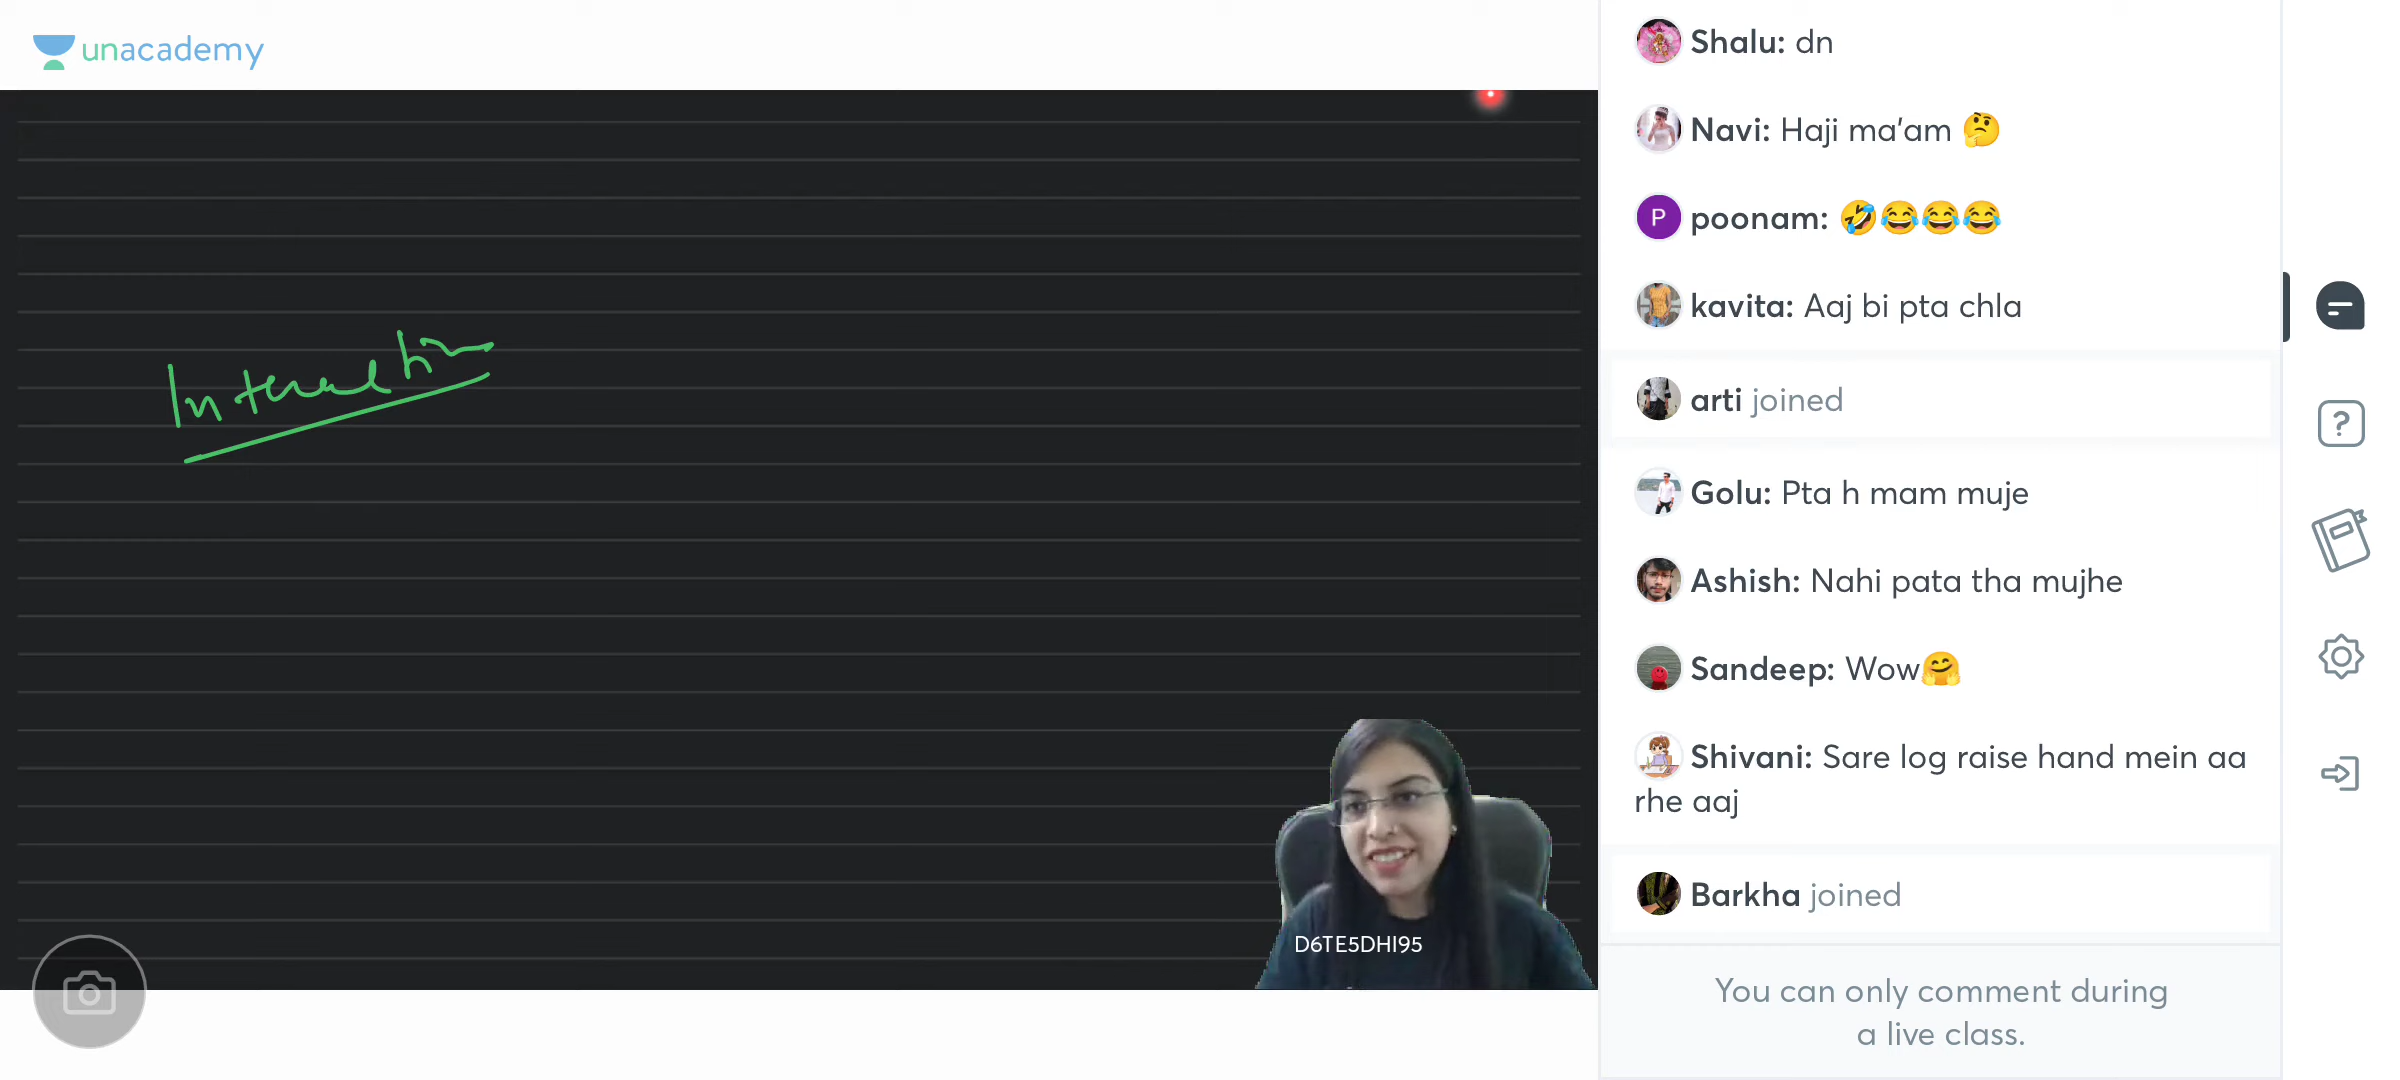 unacademy
Interaction
D6TE5DHI95
Shalu: dn
Navi: Haji ma'am 🤔
P poonam: 🤣😂😂😂
kavita: Aaj bi pta chla
arti joined
Golu: Pta h mam muje
Ashish: Nahi pata tha mujhe
Sandeep: Wow🤗
Shivani: Sare log raise hand mein aa
rhe aaj
Barkha joined
You can only comment during
a live class.